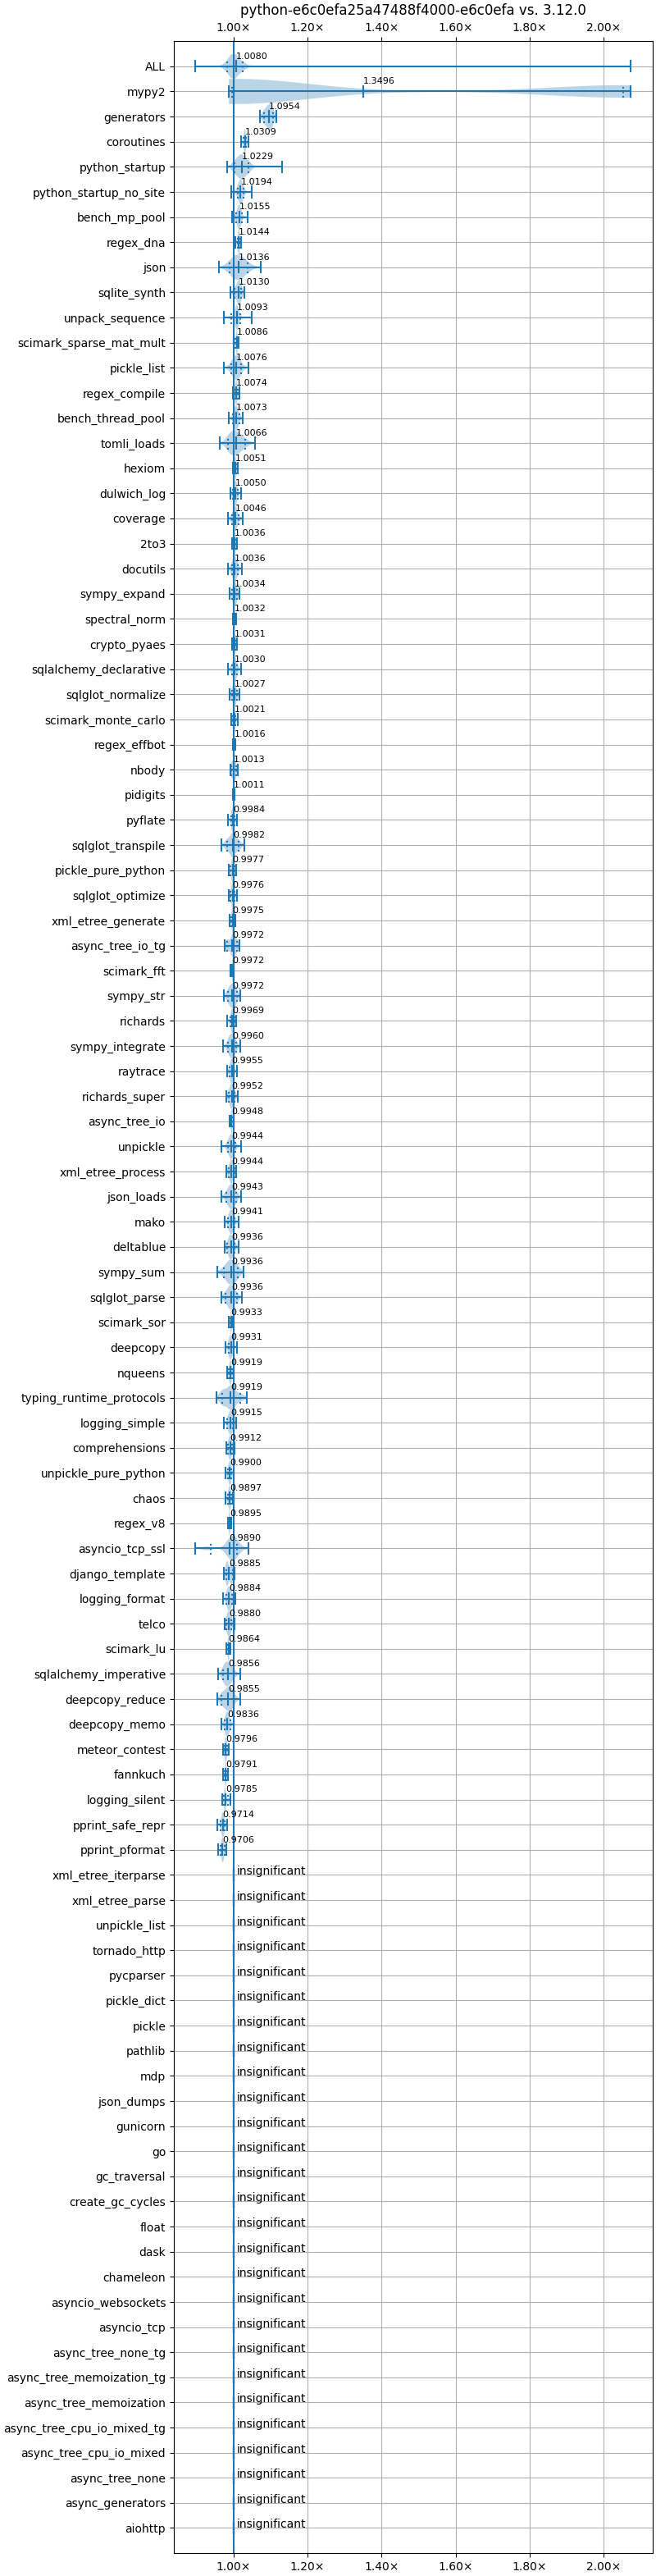 python-e6c0efa25a47488f4000-e6c0efa vs. 3.12.0
1.00× 1.20× 1.40× 1.60× 1.80× 2.00×
ALL 1.0080
mypy2 1.3496
generators 1.0954
coroutines 1.0309
python_startup 1.0229
python_startup_no_site 1.0194
bench_mp_pool 1.0155
regex_dna 1.0144
json 1.0136
sqlite_synth 1.0130
unpack_sequence 1.0093
scimark_sparse_mat_mult 1.0086
pickle_list 1.0076
regex_compile 1.0074
bench_thread_pool 1.0073
tomli_loads 1.0066
hexiom 1.0051
dulwich_log 1.0050
coverage 1.0046
2to3 1.0036
docutils 1.0036
sympy_expand 1.0034
spectral_norm 1.0032
crypto_pyaes 1.0031
sqlalchemy_declarative 1.0030
sqlglot_normalize 1.0027
scimark_monte_carlo 1.0021
regex_effbot 1.0016
nbody 1.0013
pidigits 1.0011
pyflate 0.9984
sqlglot_transpile 0.9982
pickle_pure_python 0.9977
sqlglot_optimize 0.9976
xml_etree_generate 0.9975
async_tree_io_tg 0.9972
scimark_fft 0.9972
sympy_str 0.9972
richards 0.9969
sympy_integrate 0.9960
raytrace 0.9955
richards_super 0.9952
async_tree_io 0.9948
unpickle 0.9944
xml_etree_process 0.9944
json_loads 0.9943
mako 0.9941
deltablue 0.9936
sympy_sum 0.9936
sqlglot_parse 0.9936
scimark_sor 0.9933
deepcopy 0.9931
nqueens 0.9919
typing_runtime_protocols 0.9919
logging_simple 0.9915
comprehensions 0.9912
unpickle_pure_python 0.9900
chaos 0.9897
regex_v8 0.9895
asyncio_tcp_ssl 0.9890
django_template 0.9885
logging_format 0.9884
telco 0.9880
scimark_lu 0.9864
sqlalchemy_imperative 0.9856
deepcopy_reduce 0.9855
deepcopy_memo 0.9836
meteor_contest 0.9796
fannkuch 0.9791
logging_silent 0.9785
pprint_safe_repr 0.9714
pprint_pformat 0.9706
xml_etree_iterparse insignificant
xml_etree_parse insignificant
unpickle_list insignificant
tornado_http insignificant
pycparser insignificant
pickle_dict insignificant
pickle insignificant
pathlib insignificant
mdp insignificant
json_dumps insignificant
gunicorn insignificant
go insignificant
gc_traversal insignificant
create_gc_cycles insignificant
float insignificant
dask insignificant
chameleon insignificant
asyncio_websockets insignificant
asyncio_tcp insignificant
async_tree_none_tg insignificant
async_tree_memoization_tg insignificant
async_tree_memoization insignificant
async_tree_cpu_io_mixed_tg insignificant
async_tree_cpu_io_mixed insignificant
async_tree_none insignificant
async_generators insignificant
aiohttp insignificant
1.00× 1.20× 1.40× 1.60× 1.80× 2.00×